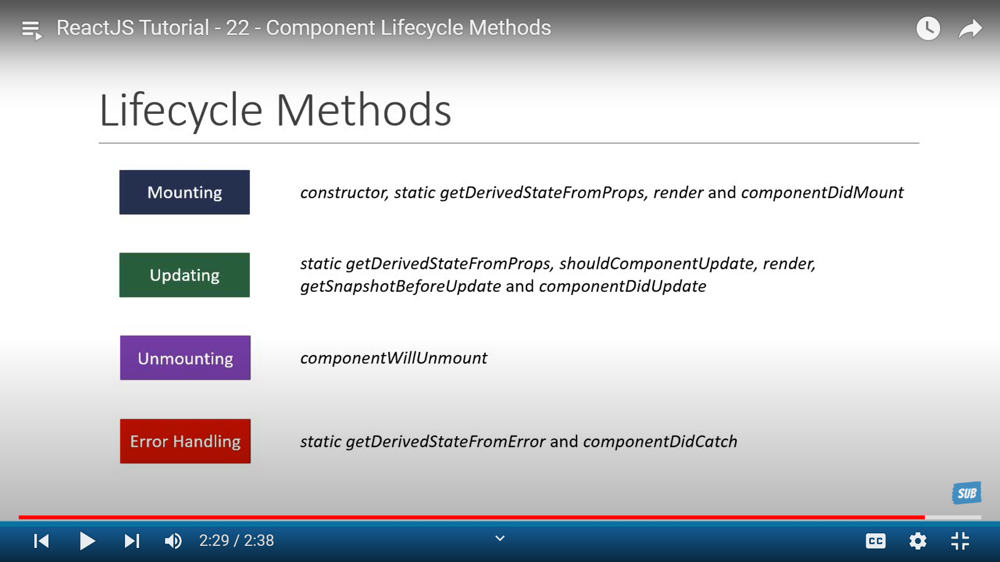 ReactJS Tutorial - 22 - Component Lifecycle Methods
Lifecycle Methods
Mounting
constructor, static getDerivedStateFromProps, render and componentDidMount
Updating
static getDerivedStateFromProps, shouldComponentUpdate, render,
getSnapshotBeforeUpdate and componentDidUpdate
Unmounting
componentWillUnmount
Error Handling
static getDerivedStateFromError and componentDidCatch
SUB
2:29 / 2:38
CC